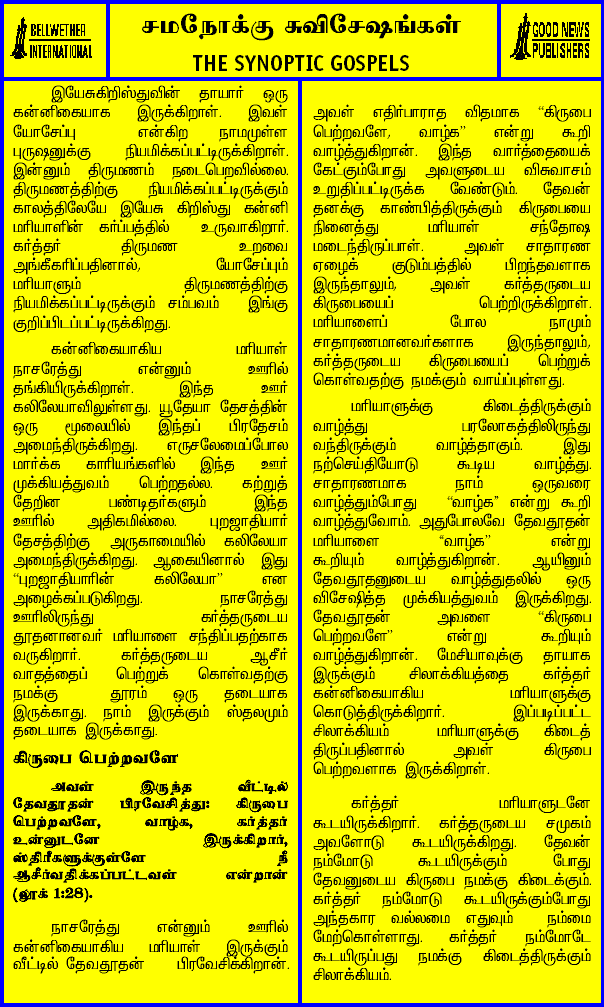 BELLWETHER
INTERNATIONAL
சமநோக்கு சுவிசேஷங்கள்
THE SYNOPTIC GOSPELS
GOOD NEWS
PUBLISHERS
இயேசுகிறிஸ்துவின் தாயார் ஒரு
கன்னிகையாக இருக்கிறாள். இவள்
யோசேப்பு என்கிற நாமமுள்ள
புருஷனுக்கு நியமிக்கப்பட்டிருக்கிறாள்.
இன்னும் திருமணம் நடைபெறவில்லை.
திருமணத்திற்கு நியமிக்கப்பட்டிருக்கும்
காலத்திலேயே இயேசு கிறிஸ்து கன்னி
மரியாளின் கர்ப்பத்தில் உருவாகிறார்.
கர்த்தர் திருமண உறவை
அங்கீகரிப்பதினால், யோசேப்பும்
மரியாளும் திருமணத்திற்கு
நியமிக்கப்பட்டிருக்கும் சம்பவம் இங்கு
குறிப்பிடப்பட்டிருக்கிறது.
கன்னிகையாகிய மரியாள்
நாசரேத்து என்னும் ஊரில்
தங்கியிருக்கிறாள். இந்த ஊர்
கலிலேயாவிலுள்ளது. யூதேயா தேசத்தின்
ஒரு மூலையில் இந்தப் பிரதேசம்
அமைந்திருக்கிறது. எருசலேமைப்போல
மார்க்க காரியங்களில் இந்த ஊர்
முக்கியத்துவம் பெற்றதல்ல. கற்றுத்
தேறின பண்டிதர்களும் இந்த
ஊரில் அதிகமில்லை. புறஜாதியார்
தேசத்திற்கு அருகாமையில் கலிலேயா
அமைந்திருக்கிறது. ஆகையினால் இது
“புறஜாதியாரின் கலிலேயா” என
அழைக்கப்படுகிறது. நாசரேத்து
ஊரிலிருந்து கர்த்தருடைய
தூதனானவர் மரியாளை சந்திப்பதற்காக
வருகிறார். கர்த்தருடைய ஆசீர்
வாதத்தைப் பெற்றுக் கொள்வதற்கு
நமக்கு தூரம் ஒரு தடையாக
இருக்காது. நாம் இருக்கும் ஸ்தலமும்
தடையாக இருக்காது.
கிருபை பெற்றவளே
அவள் இருந்த வீட்டில்
தேவதூதன் பிரவேசித்து: கிருபை
பெற்றவளே, வாழ்க, கர்த்தர்
உன்னுடனே இருக்கிறார்,
ஸ்திரீகளுக்குள்ளே நீ
ஆசீர்வதிக்கப்பட்டவள் என்றான்
(லூக் 1:28).
நாசரேத்து என்னும் ஊரில்
கன்னிகையாகிய மரியாள் இருக்கும்
வீட்டில் தேவதூதன் பிரவேசிக்கிறான்.
அவள் எதிர்பாராத விதமாக “கிருபை
பெற்றவளே, வாழ்க” என்று கூறி
வாழ்த்துகிறான். இந்த வார்த்தையைக்
கேட்கும்போது அவளுடைய விசுவாசம்
உறுதிப்பட்டிருக்க வேண்டும். தேவன்
தனக்கு காண்பித்திருக்கும் கிருபையை
நினைத்து மரியாள் சந்தோஷ
மடைந்திருப்பாள். அவள் சாதாரண
ஏழைக் குடும்பத்தில் பிறந்தவளாக
இருந்தாலும், அவள் கர்த்தருடைய
கிருபையைப் பெற்றிருக்கிறாள்.
மரியாளைப் போல நாமும்
சாதாரணமானவர்களாக இருந்தாலும்,
கர்த்தருடைய கிருபையைப் பெற்றுக்
கொள்வதற்கு நமக்கும் வாய்ப்புள்ளது.
மரியாளுக்கு கிடைத்திருக்கும்
வாழ்த்து பரலோகத்திலிருந்து
வந்திருக்கும் வாழ்த்தாகும். இது
நற்செய்தியோடு கூடிய வாழ்த்து.
சாதாரணமாக நாம் ஒருவரை
வாழ்த்தும்போது “வாழ்க” என்று கூறி
வாழ்த்துவோம். அதுபோலவே தேவதூதன்
மரியாளை “வாழ்க” என்று
கூறியும் வாழ்த்துகிறான். ஆயினும்
தேவதூதனுடைய வாழ்த்துதலில் ஒரு
விசேஷித்த முக்கியத்துவம் இருக்கிறது.
தேவதூதன் அவளை “கிருபை
பெற்றவளே” என்று கூறியும்
வாழ்த்துகிறான். மேசியாவுக்கு தாயாக
இருக்கும் சிலாக்கியத்தை கர்த்தர்
கன்னிகையாகிய மரியாளுக்கு
கொடுத்திருக்கிறார். இப்படிப்பட்ட
சிலாக்கியம் மரியாளுக்கு கிடைத்
திருப்பதினால் அவள் கிருபை
பெற்றவளாக இருக்கிறாள்.
கர்த்தர் மரியாளுடனே
கூடயிருக்கிறார். கர்த்தருடைய சமுகம்
அவளோடு கூடயிருக்கிறது. தேவன்
நம்மோடு கூடயிருக்கும் போது
தேவனுடைய கிருபை நமக்கு கிடைக்கும்.
கர்த்தர் நம்மோடு கூடயிருக்கும்போது
அந்தகார வல்லமை எதுவும் நம்மை
மேற்கொள்ளாது. கர்த்தர் நம்மோடே
கூடயிருப்பது நமக்கு கிடைத்திருக்கும்
சிலாக்கியம்.